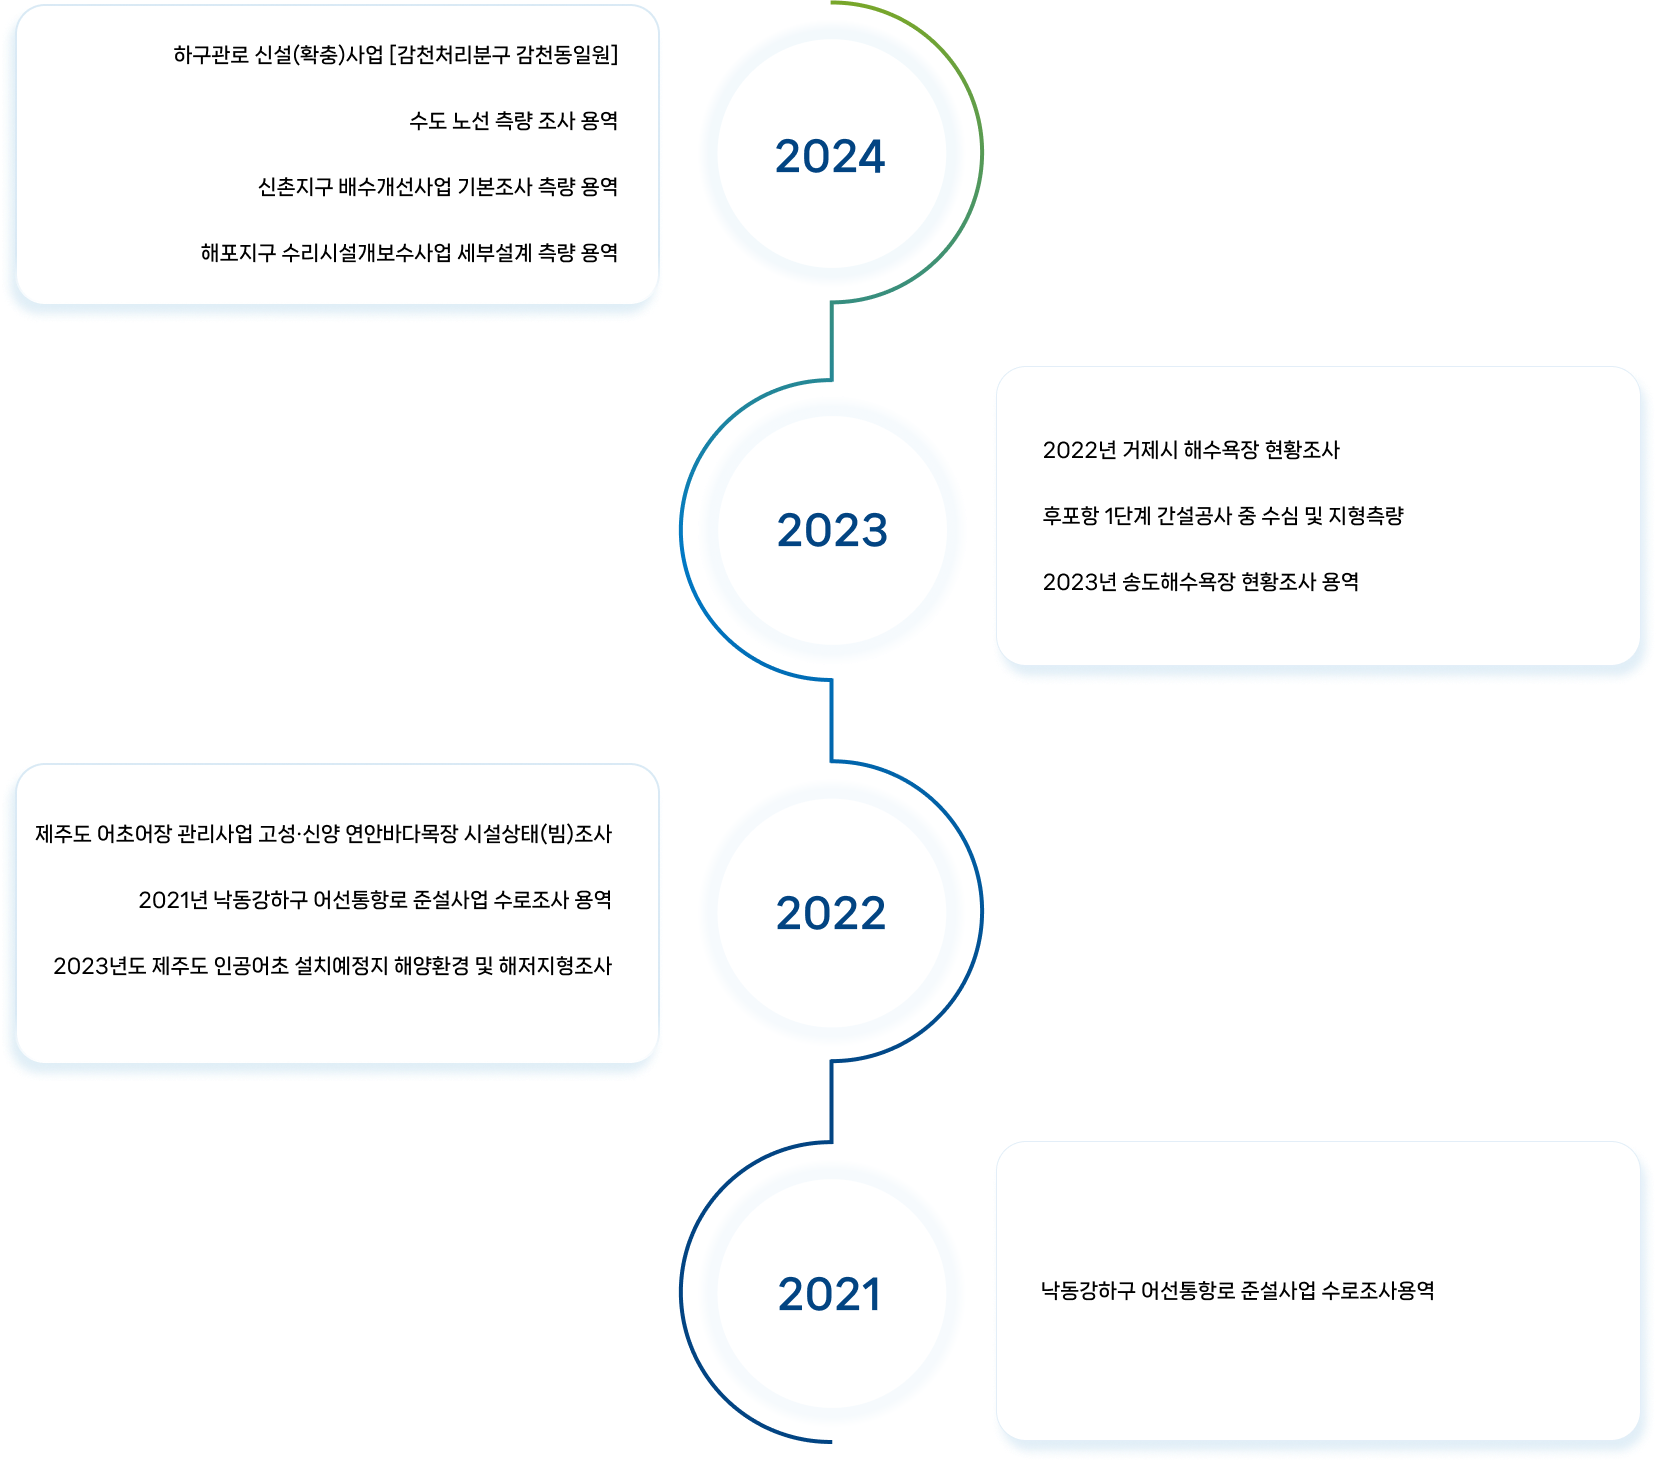 하구관로 신설(확충)사업 [감천처리분구 감천동일원]
수도 노선 측량 조사 용역
신촌지구 배수개선사업 기본조사 측량 용역
해포지구 수리시설개보수사업 세부설계 측량 용역
2024
2023
2022년 거제시 해수욕장 현황조사
후포항 1단계 간설공사 중 수심 및 지형측량
2023년 송도해수욕장 현황조사 용역
제주도 어초어장 관리사업 고성·신양 연안바다목장 시설상태(빔)조사
2021년 낙동강하구 어선통항로 준설사업 수로조사 용역
2023년도 제주도 인공어초 설치예정지 해양환경 및 해저지형조사
2022
2021
낙동강하구 어선통항로 준설사업 수로조사용역